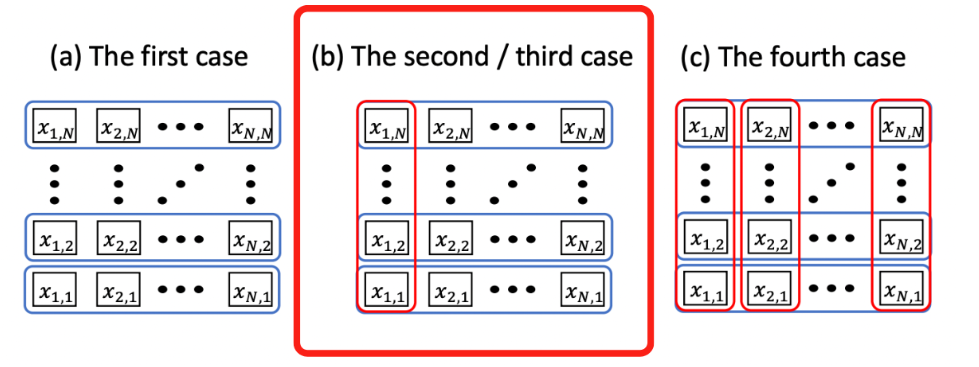 (a) The first case
x_{1,N} x_{2,N} ••• x_{N,N}
x_{1,2} x_{2,2} ••• x_{N,2}
x_{1,1} x_{2,1} ••• x_{N,1}
(b) The second / third case
x_{1,N} x_{2,N} ••• x_{N,N}
x_{1,2} x_{2,2} ••• x_{N,2}
x_{1,1} x_{2,1} ••• x_{N,1}
(c) The fourth case
x_{1,N} x_{2,N} ••• x_{N,N}
x_{1,2} x_{2,2} ••• x_{N,2}
x_{1,1} x_{2,1} ••• x_{N,1}